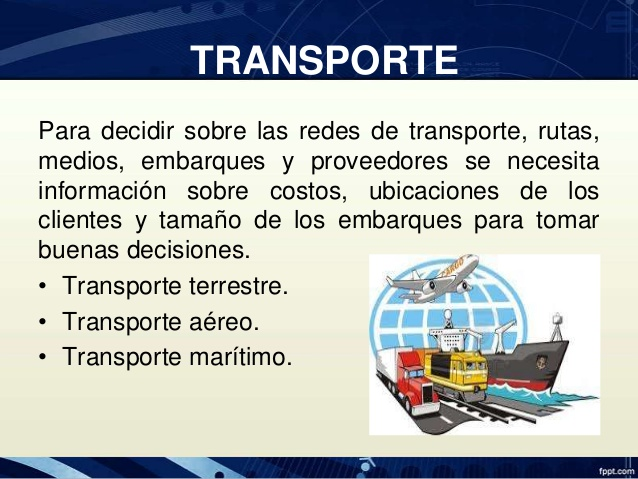 TRANSPORTE
Para decidir sobre las redes de transporte, rutas,
medios, embarques y proveedores se necesita
información sobre costos, ubicaciones de los
clientes y tamaño de los embarques para tomar
buenas decisiones.
• Transporte terrestre.
• Transporte aéreo.
• Transporte marítimo.
CARGO
fppt.com